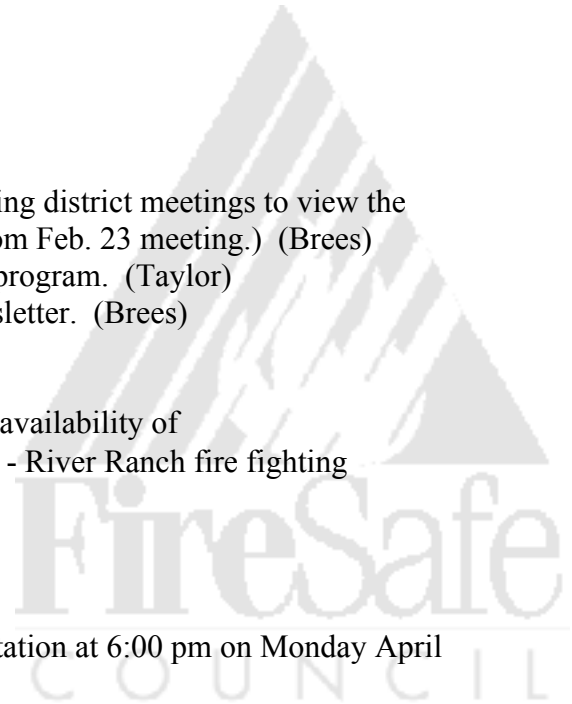 ing district meetings to view the
om Feb. 23 meeting.) (Brees)
program. (Taylor)
sletter. (Brees)
availability of
- River Ranch fire fighting
FireSafe
tation at 6:00 pm on Monday April
COUNCIL